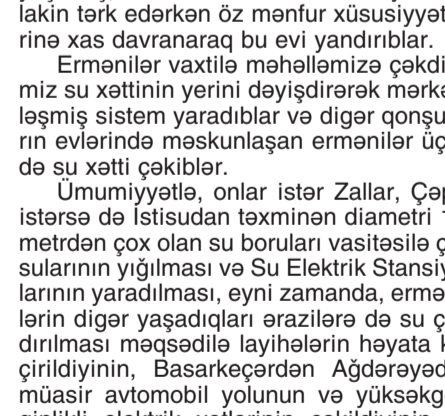 lakin tərk edərkən öz mənfur xüsusiyyət
rinə xas davranaraq bu evi yandırıblar.
Ermənilər vaxtilə məhəlləmizə çəkdi
miz su xəttinin yerini dəyişdirərək mərkə
ləşmiş sistem yaradıblar və digər qonşu
rın evlərində məskunlaşan ermənilər üç
də su xətti çəkiblər.
Ümumiyyətlə, onlar istər Zallar, Çəp
istərsə də İstisudan təxminən diametri 1
metrdən çox olan su boruları vasitəsilə ç
sularının yığılması və Su Elektrik Stansiy
larının yaradılması, eyni zamanda, ermə
lərin digər yaşadıqları ərazilərə də su ç
dırılması məqsədilə layihələrin həyata k
çirildiyinin, Basarkeçərdən Ağdərəyəd
müasir avtomobil yolunun və yüksəkg